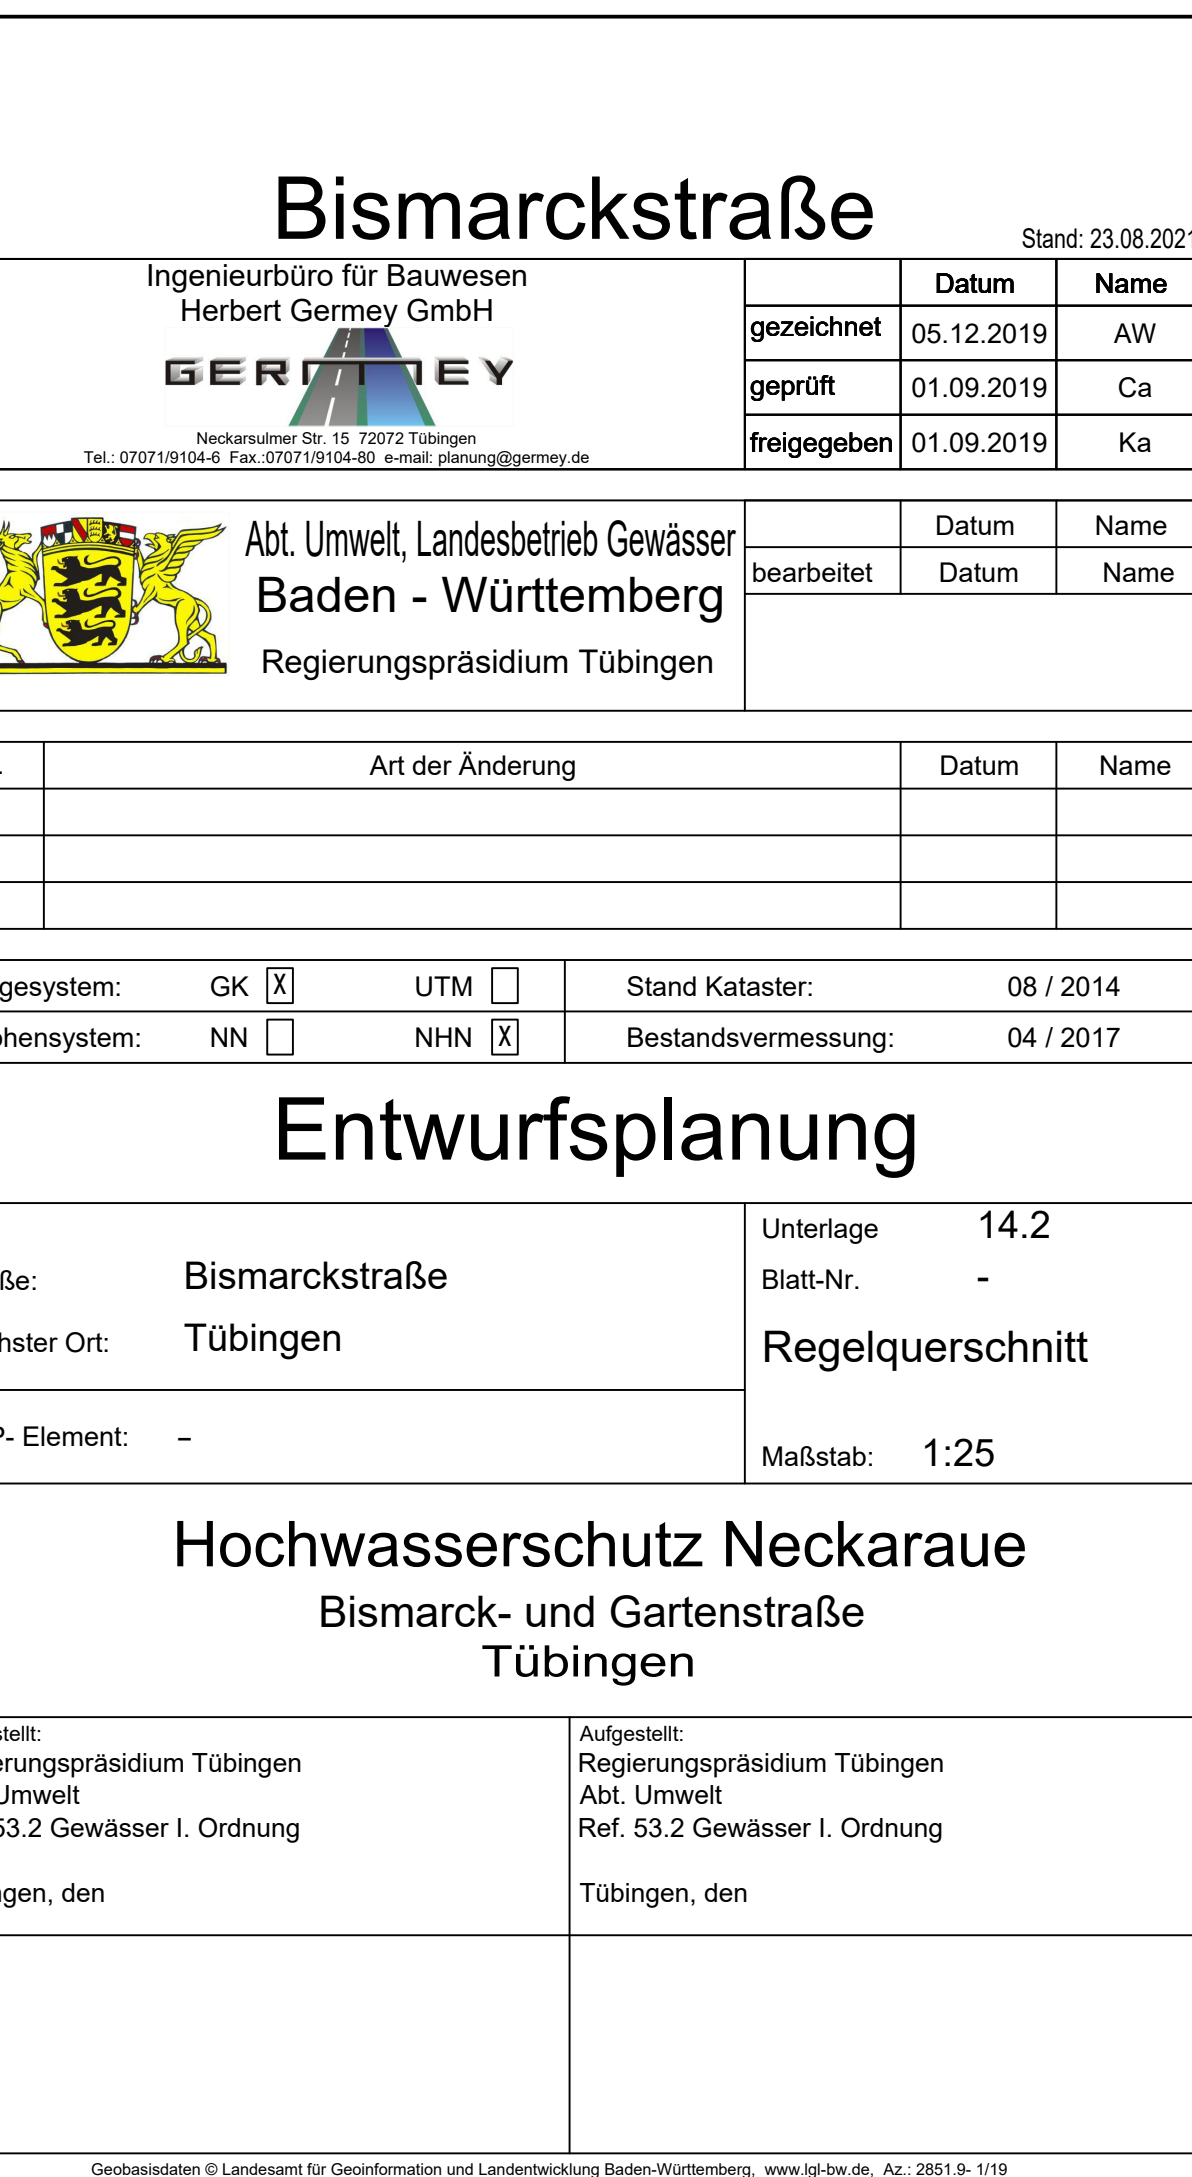 Bismarckstraße
Stand: 23.08.2021
Ingenieurbüro für Bauwesen
Herbert Germey GmbH
GERMEY
Neckarsulmer Str. 15 72072 Tübingen
Tel.: 07071/9104-6 Fax.:07071/9104-80 e-mail: planung@germey.de
Datum Name
gezeichnet 05.12.2019 AW
geprüft 01.09.2019 Ca
freigegeben 01.09.2019 Ka
Abt. Umwelt, Landesbetrieb Gewässer
Baden - Württemberg
Regierungspräsidium Tübingen
Datum Name
bearbeitet Datum Name
. Art der Änderung Datum Name
gesystem: GK X UTM Stand Kataster: 08 / 2014
hensystem: NN NHN X Bestandsvermessung: 04 / 2017
Entwurfsplanung
ße: Bismarckstraße
hster Ort: Tübingen
- Element: –
Unterlage 14.2
Blatt-Nr. -
Regelquerschnitt
Maßstab: 1:25
Hochwasserschutz Neckaraue
Bismarck- und Gartenstraße
Tübingen
tellt:
erungspräsidium Tübingen
Umwelt
53.2 Gewässer I. Ordnung
gen, den
Aufgestellt:
Regierungspräsidium Tübingen
Abt. Umwelt
Ref. 53.2 Gewässer I. Ordnung
Tübingen, den
Geobasisdaten © Landesamt für Geoinformation und Landentwicklung Baden-Württemberg, www.lgl-bw.de, Az.: 2851.9- 1/19